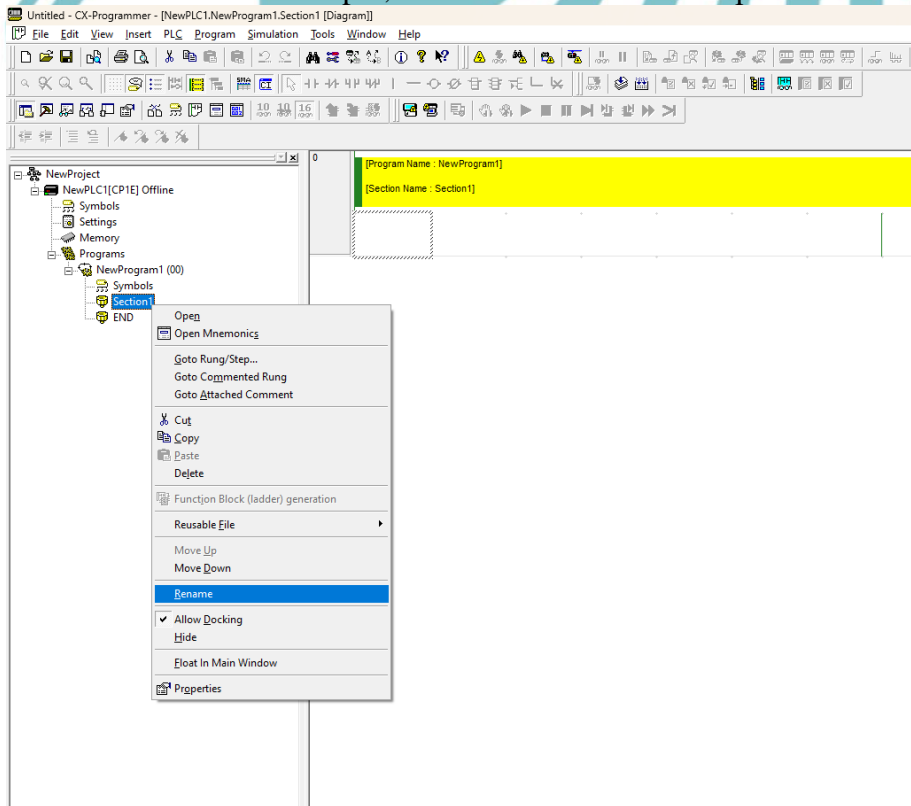 Untitled - CX-Programmer - [NewPLC1.NewProgram1.Section1 [Diagram]]
File Edit View Insert PLC Program Simulation Tools Window Help
0
[Program Name : NewProgram1]
[Section Name : Section1]
NewProject
NewPLC1[CP1E] Offline
Symbols
Settings
Memory
Programs
NewProgram1 (00)
Symbols
Section1
END
Open
Open Mnemonics
Goto Rung/Step...
Goto Commented Rung
Goto Attached Comment
Cut
Copy
Paste
Delete
Function Block (ladder) generation
Reusable File
Move Up
Move Down
Rename
Allow Docking
Hide
Float In Main Window
Properties